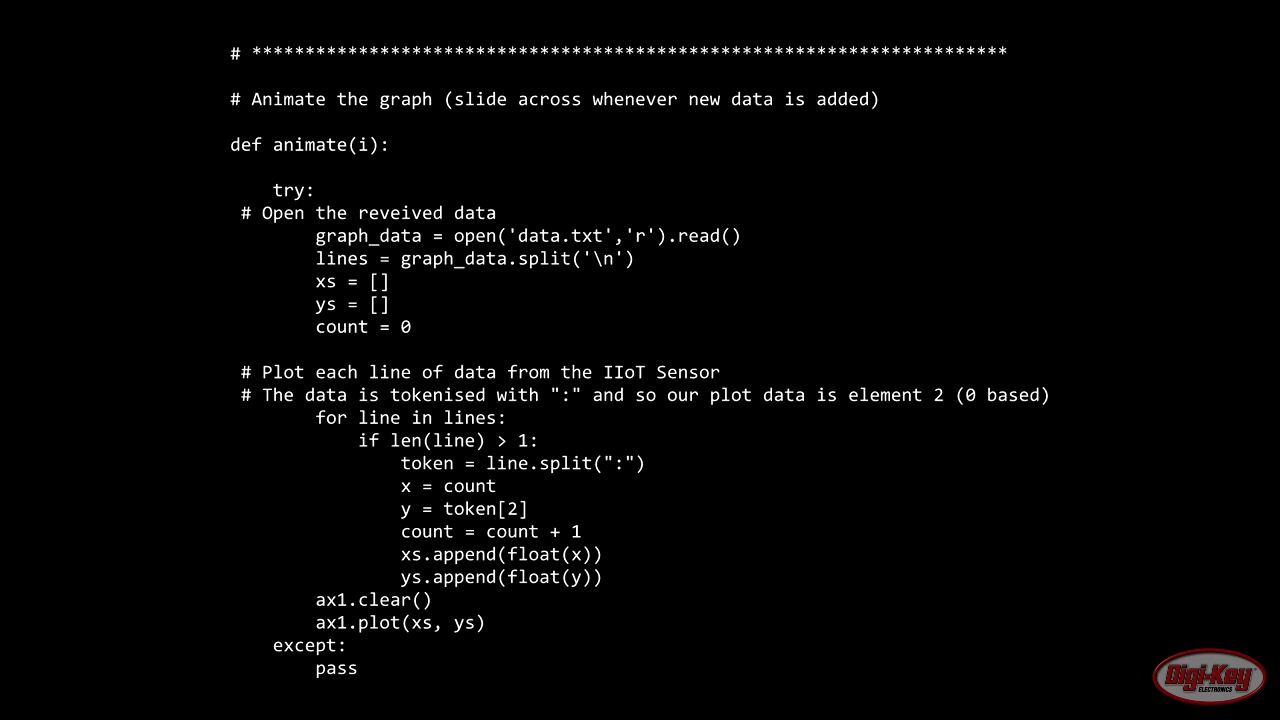 # ***********************************************************************
# Animate the graph (slide across whenever new data is added)
def animate(i):
try:
# Open the reveived data
graph_data = open('data.txt','r').read()
lines = graph_data.split('\n')
xs = []
ys = []
count = 0
# Plot each line of data from the IIoT Sensor
# The data is tokenised with ":" and so our plot data is element 2 (0 based)
for line in lines:
if len(line) > 1:
token = line.split(":")
x = count
y = token[2]
count = count + 1
xs.append(float(x))
ys.append(float(y))
ax1.clear()
ax1.plot(xs, ys)
except:
pass
Digi-Key
ELECTRONICS